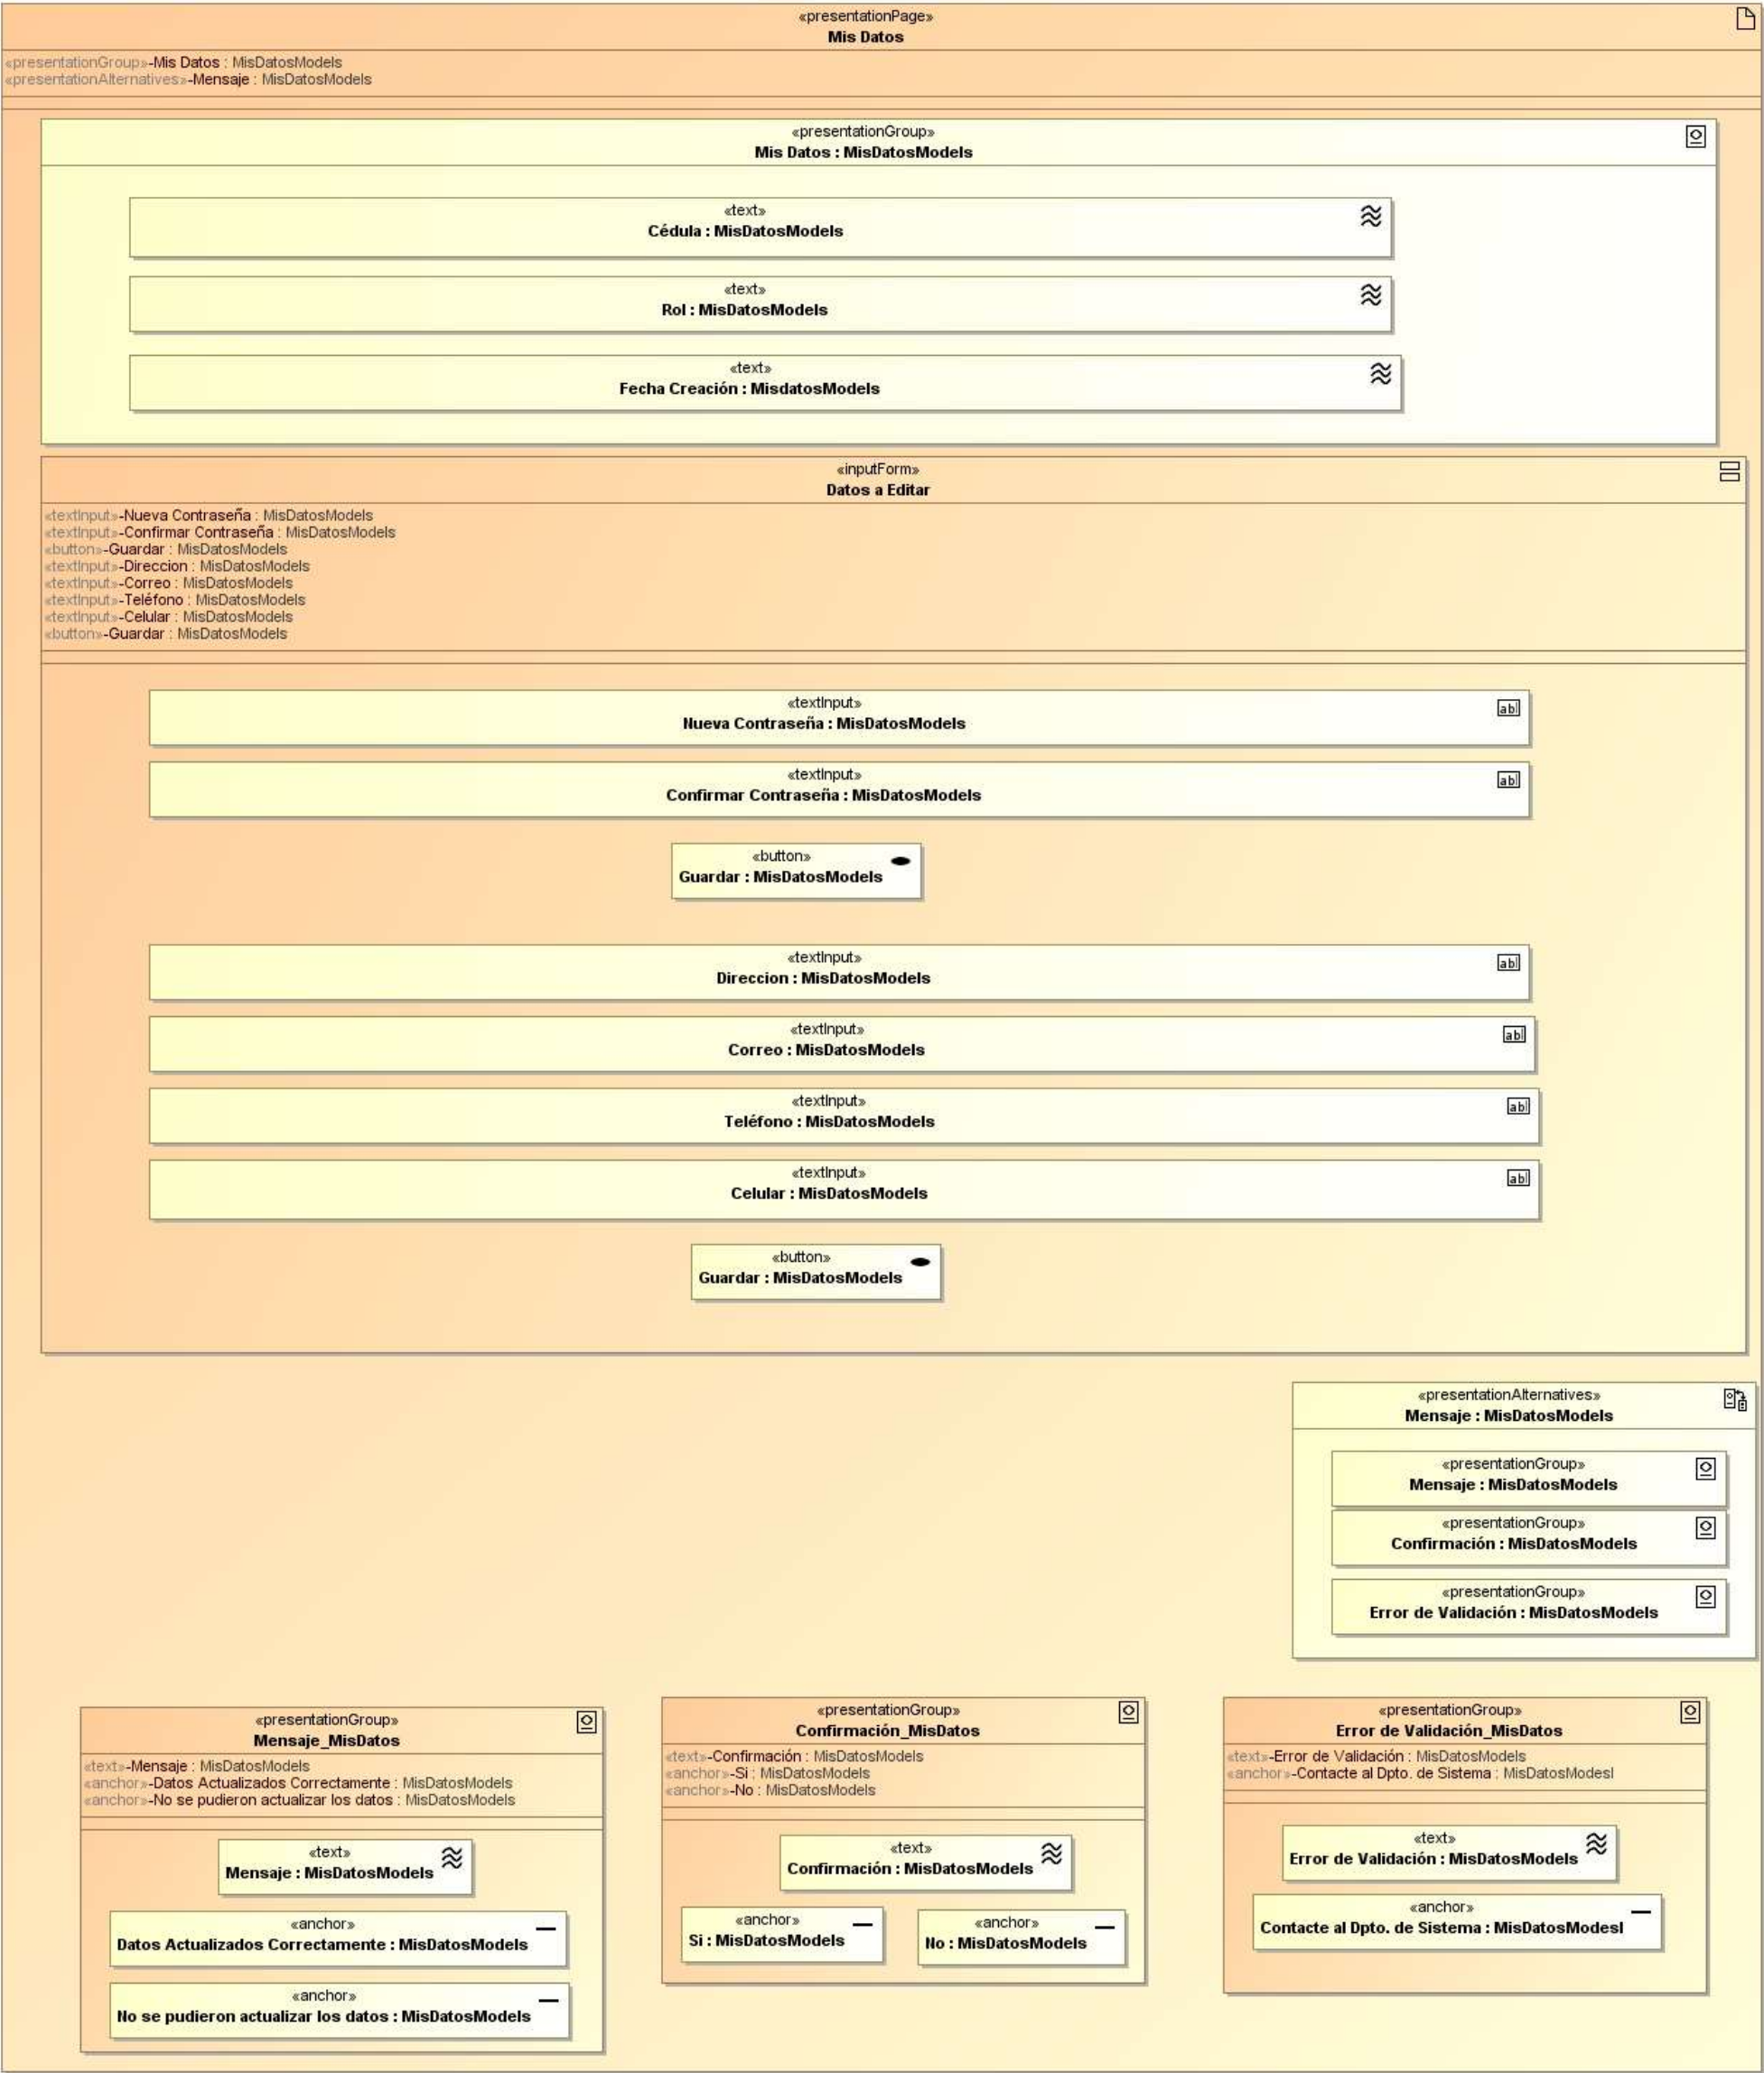 «presentationPage»
Mis Datos
«presentationGroup»-Mis Datos : MisDatosModels
«presentationAlternatives»-Mensaje : MisDatosModels
«presentationGroup»
Mis Datos : MisDatosModels
«text»
Cédula : MisDatosModels
«text»
Rol : MisDatosModels
«text»
Fecha Creación : MisdatosModels
«inputForm»
Datos a Editar
«textInput»-Nueva Contraseña : MisDatosModels
«textInput»-Confirmar Contraseña : MisDatosModels
«button»-Guardar : MisDatosModels
«textInput»-Direccion : MisDatosModels
«textInput»-Correo : MisDatosModels
«textInput»-Teléfono : MisDatosModels
«textInput»-Celular : MisDatosModels
«button»-Guardar : MisDatosModels
«textInput»
Nueva Contraseña : MisDatosModels
abl
«textInput»
Confirmar Contraseña : MisDatosModels
abl
«button»
Guardar : MisDatosModels
«textInput»
Direccion : MisDatosModels
abl
«textInput»
Correo : MisDatosModels
abl
«textInput»
Teléfono : MisDatosModels
abl
«textInput»
Celular : MisDatosModels
abl
«button»
Guardar : MisDatosModels
«presentationAlternatives»
Mensaje : MisDatosModels
«presentationGroup»
Mensaje : MisDatosModels
«presentationGroup»
Confirmación : MisDatosModels
«presentationGroup»
Error de Validación : MisDatosModels
«presentationGroup»
Mensaje_MisDatos
«text»-Mensaje : MisDatosModels
«anchor»-Datos Actualizados Correctamente : MisDatosModels
«anchor»-No se pudieron actualizar los datos : MisDatosModels
«text»
Mensaje : MisDatosModels
«anchor»
Datos Actualizados Correctamente : MisDatosModels
«anchor»
No se pudieron actualizar los datos : MisDatosModels
«presentationGroup»
Confirmación_MisDatos
«text»-Confirmación : MisDatosModels
«anchor»-Si : MisDatosModels
«anchor»-No : MisDatosModels
«text»
Confirmación : MisDatosModels
«anchor»
Si : MisDatosModels
«anchor»
No : MisDatosModels
«presentationGroup»
Error de Validación_MisDatos
«text»-Error de Validación : MisDatosModels
«anchor»-Contacte al Dpto. de Sistema : MisDatosModesl
«text»
Error de Validación : MisDatosModels
«anchor»
Contacte al Dpto. de Sistema : MisDatosModesl